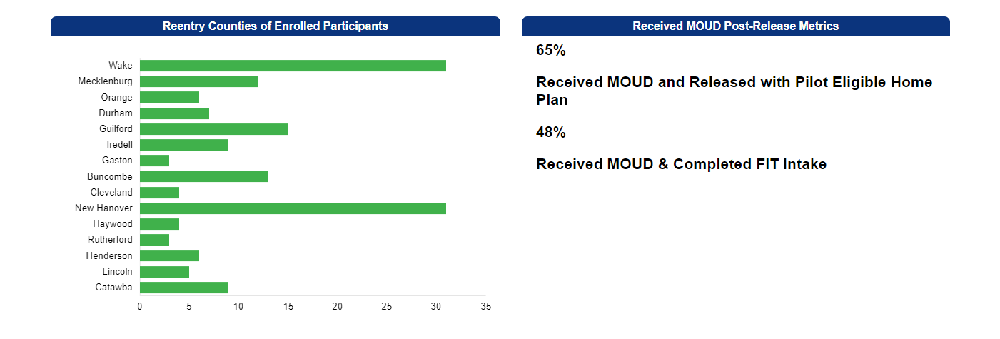 Reentry Counties of Enrolled Participants
Wake
Mecklenburg
Orange
Durham
Guilford
Iredell
Gaston
Buncombe
Cleveland
New Hanover
Haywood
Rutherford
Henderson
Lincoln
Catawba
0 5 10 15 20 25 30 35
Received MOUD Post-Release Metrics
65%
Received MOUD and Released with Pilot Eligible Home
Plan
48%
Received MOUD & Completed FIT Intake